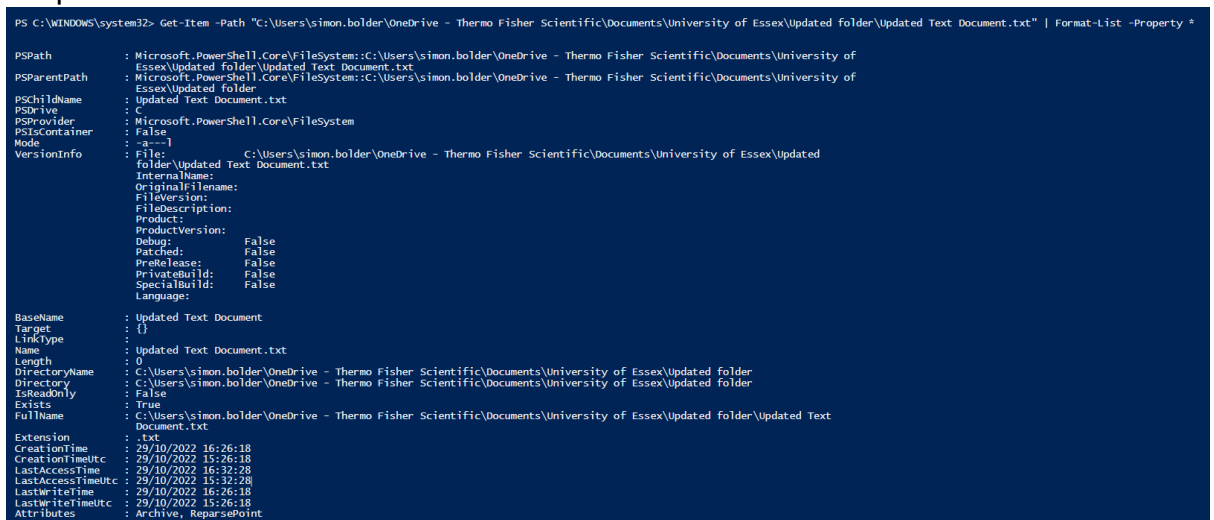 PS C:\WINDOWS\system32> Get-Item -Path "C:\Users\simon.bolder\OneDrive - Thermo Fisher Scientific\Documents\University of Essex\Updated folder\Updated Text Document.txt" | Format-List -Property *
PSPath : Microsoft.PowerShell.Core\FileSystem::C:\Users\simon.bolder\OneDrive - Thermo Fisher Scientific\Documents\University of
Essex\Updated folder\Updated Text Document.txt
PSParentPath : Microsoft.PowerShell.Core\FileSystem::C:\Users\simon.bolder\OneDrive - Thermo Fisher Scientific\Documents\University of
Essex\Updated folder
PSChildName : Updated Text Document.txt
PSDrive : C
PSProvider : Microsoft.PowerShell.Core\FileSystem
PSIsContainer : False
Mode : -a---l
VersionInfo : File: C:\Users\simon.bolder\OneDrive - Thermo Fisher Scientific\Documents\University of Essex\Updated
folder\Updated Text Document.txt
InternalName:
OriginalFilename:
FileVersion:
FileDescription:
Product:
ProductVersion:
Debug: False
Patched: False
PreRelease: False
PrivateBuild: False
SpecialBuild: False
Language:
BaseName : Updated Text Document
Target : {}
LinkType :
Name : Updated Text Document.txt
Length : 0
DirectoryName : C:\Users\simon.bolder\OneDrive - Thermo Fisher Scientific\Documents\University of Essex\Updated folder
Directory : C:\Users\simon.bolder\OneDrive - Thermo Fisher Scientific\Documents\University of Essex\Updated folder
IsReadOnly : False
Exists : True
FullName : C:\Users\simon.bolder\OneDrive - Thermo Fisher Scientific\Documents\University of Essex\Updated folder\Updated Text
Document.txt
Extension : .txt
CreationTime : 29/10/2022 16:26:18
CreationTimeUtc : 29/10/2022 15:26:18
LastAccessTime : 29/10/2022 16:32:28
LastAccessTimeUtc : 29/10/2022 15:32:28
LastWriteTime : 29/10/2022 16:26:18
LastWriteTimeUtc : 29/10/2022 15:26:18
Attributes : Archive, ReparsePoint